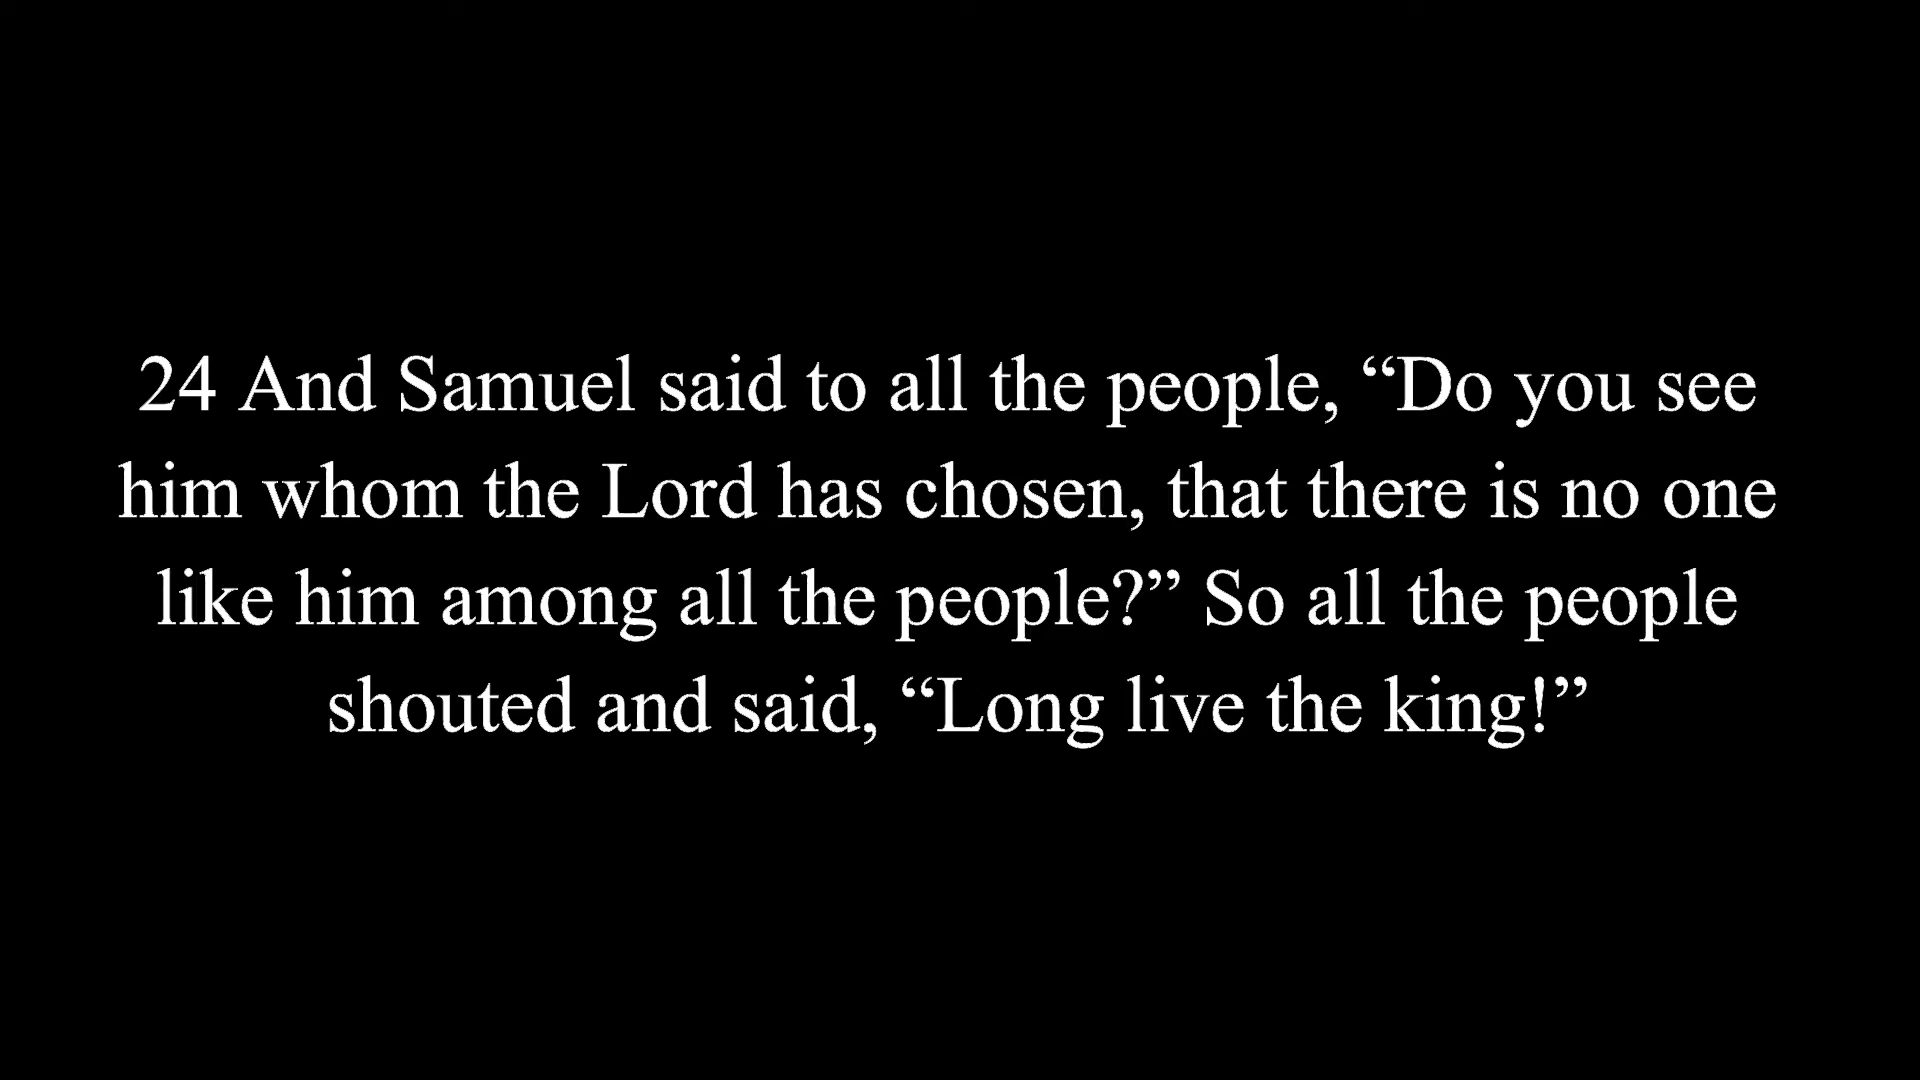 24 And Samuel said to all the people, “Do you see
him whom the Lord has chosen, that there is no one
like him among all the people?” So all the people
shouted and said, “Long live the king!”